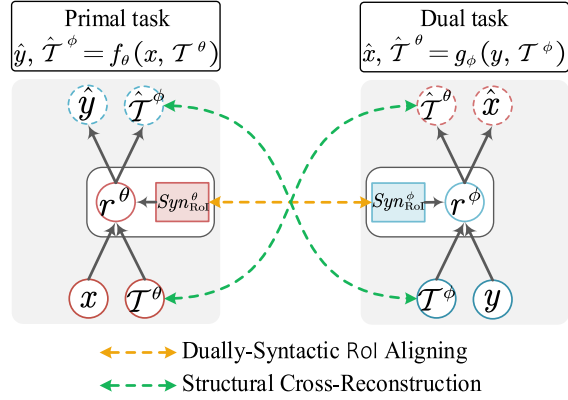 Primal task
ŷ, 𝒯̂^ϕ = f_θ(x, 𝒯^θ)
Dual task
x̂, 𝒯̂^θ = g_ϕ(y, 𝒯^ϕ)
ŷ 𝒯̂^ϕ
𝒯̂^θ x̂
r^θ Syn^θ_RoI
Syn^ϕ_RoI r^ϕ
x 𝒯^θ
𝒯^ϕ y
Dually-Syntactic RoI Aligning
Structural Cross-Reconstruction